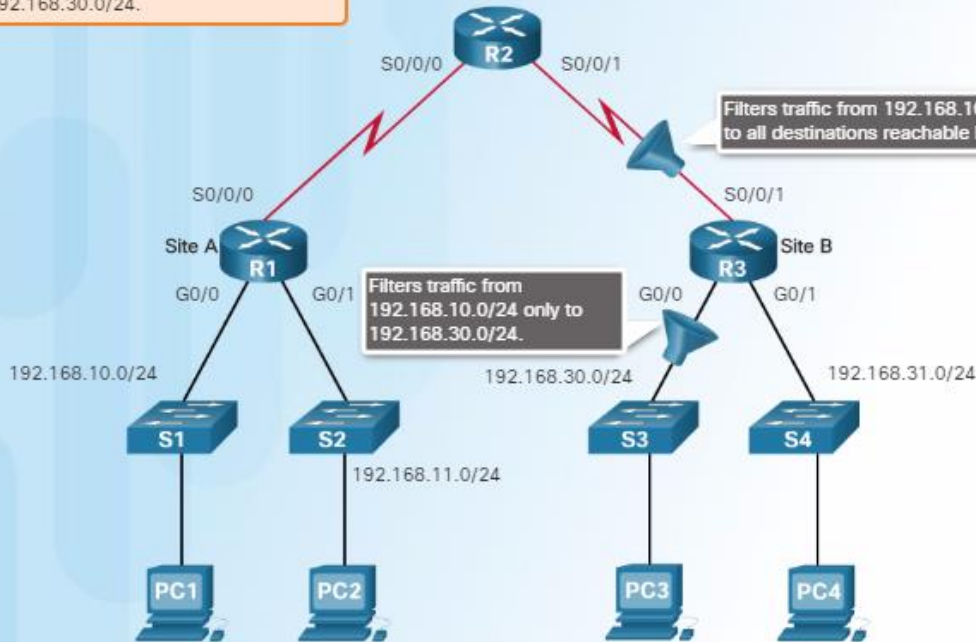 92.168.30.0/24.
R2
S0/0/0
S0/0/1
Filters traffic from 192.168.10
to all destinations reachable
S0/0/0
S0/0/1
Site A
R1
R3
Site B
G0/0
G0/1
Filters traffic from
192.168.10.0/24 only to
192.168.30.0/24.
G0/0
G0/1
192.168.10.0/24
192.168.30.0/24
192.168.31.0/24
S1
S2
S3
S4
192.168.11.0/24
PC1
PC2
PC3
PC4